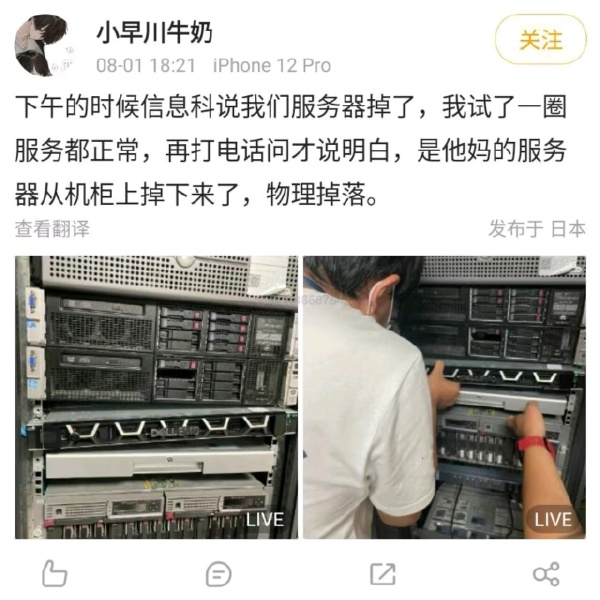 小早川牛奶
关注
08-01 18:21 iPhone 12 Pro
下午的时候信息科说我们服务器掉了，我试了一圈
服务都正常，再打电话问才说明白，是他妈的服务
器从机柜上掉下来了，物理掉落。
查看翻译
发布于 日本
LIVE
LIVE